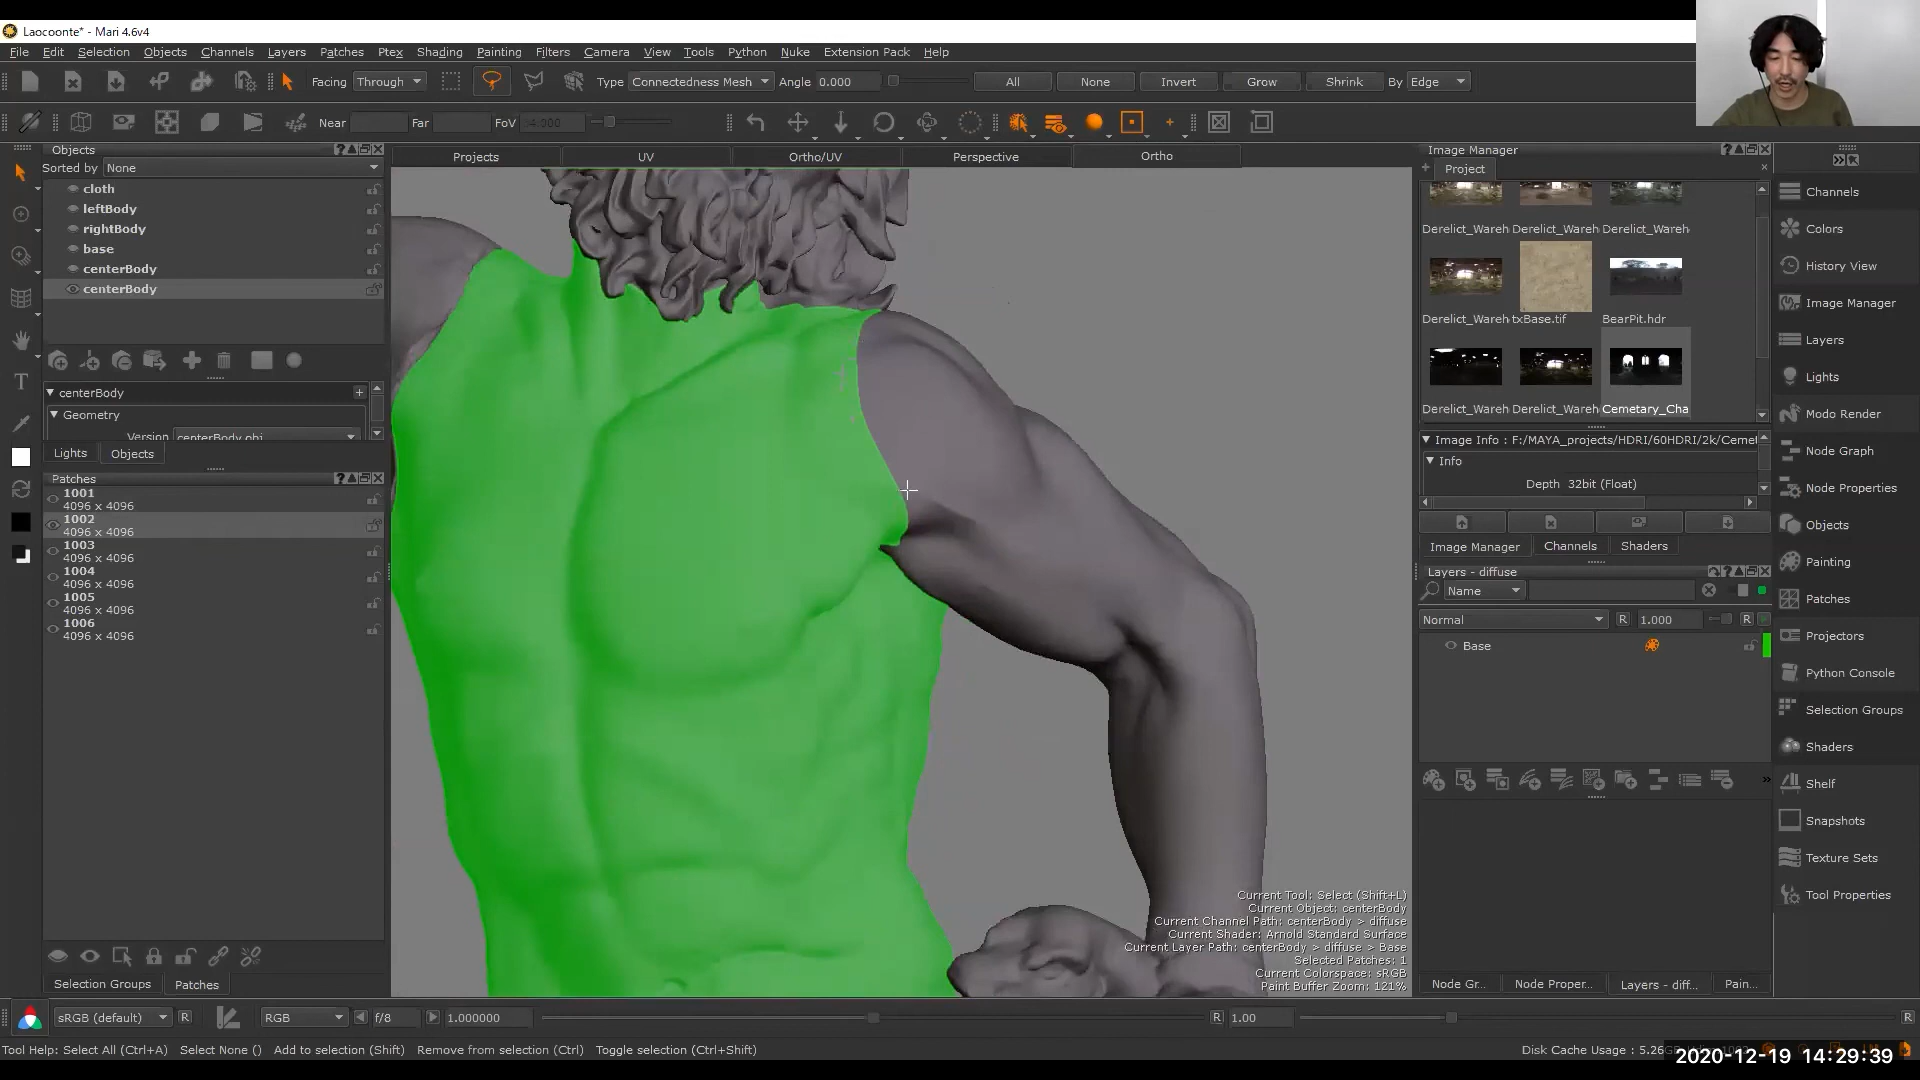 Laocoonte* - Mari 4.6v4
File Edit Selection Objects Channels Layers Patches Ptex Shading Painting Filters Camera View Tools Python Nuke Extension Pack Help
Facing Through Type Connectedness Mesh Angle 0.000 All None Invert Grow Shrink By Edge
Near Far FoV
Objects
Sorted by None
cloth
leftBody
rightBody
base
centerBody
centerBody
centerBody
Geometry
Version centerBody.obj
Lights Objects
Patches
1001
4096 x 4096
1002
4096 x 4096
1003
4096 x 4096
1004
4096 x 4096
1005
4096 x 4096
1006
4096 x 4096
Selection Groups Patches
Projects UV Ortho/UV Perspective Ortho
Current Tool: Select (Shift+L)
Current Object: centerBody
Current Channel Path: centerBody > diffuse
Current Shader: Arnold Standard Surface
Current Layer Path: centerBody > diffuse > Base
Selected Patches: 1
Current Colorspace: sRGB
Paint Buffer Zoom: 121%
Image Manager
Project
Derelict_Wareh Derelict_Wareh Derelict_Wareh
Derelict_Wareh txBase.tif BearPit.hdr
Derelict_Wareh Derelict_Wareh Cemetary_Cha
Image Info : F:/MAYA_projects/HDRI/60HDRI/2k/Cemet
Info
Depth 32bit (Float)
Image Manager Channels Shaders
Layers - diffuse
Name
Normal R 1.000 R
Base
Node Gr... Node Proper... Layers - diff... Pain...
Channels
Colors
History View
Image Manager
Layers
Lights
Modo Render
Node Graph
Node Properties
Objects
Painting
Patches
Projectors
Python Console
Selection Groups
Shaders
Shelf
Snapshots
Texture Sets
Tool Properties
sRGB (default) R RGB f/8 1.000000 R 1.00 R
Tool Help: Select All (Ctrl+A) Select None () Add to selection (Shift) Remove from selection (Ctrl) Toggle selection (Ctrl+Shift) Disk Cache Usage : 5.26G
2020-12-19 14:29:39